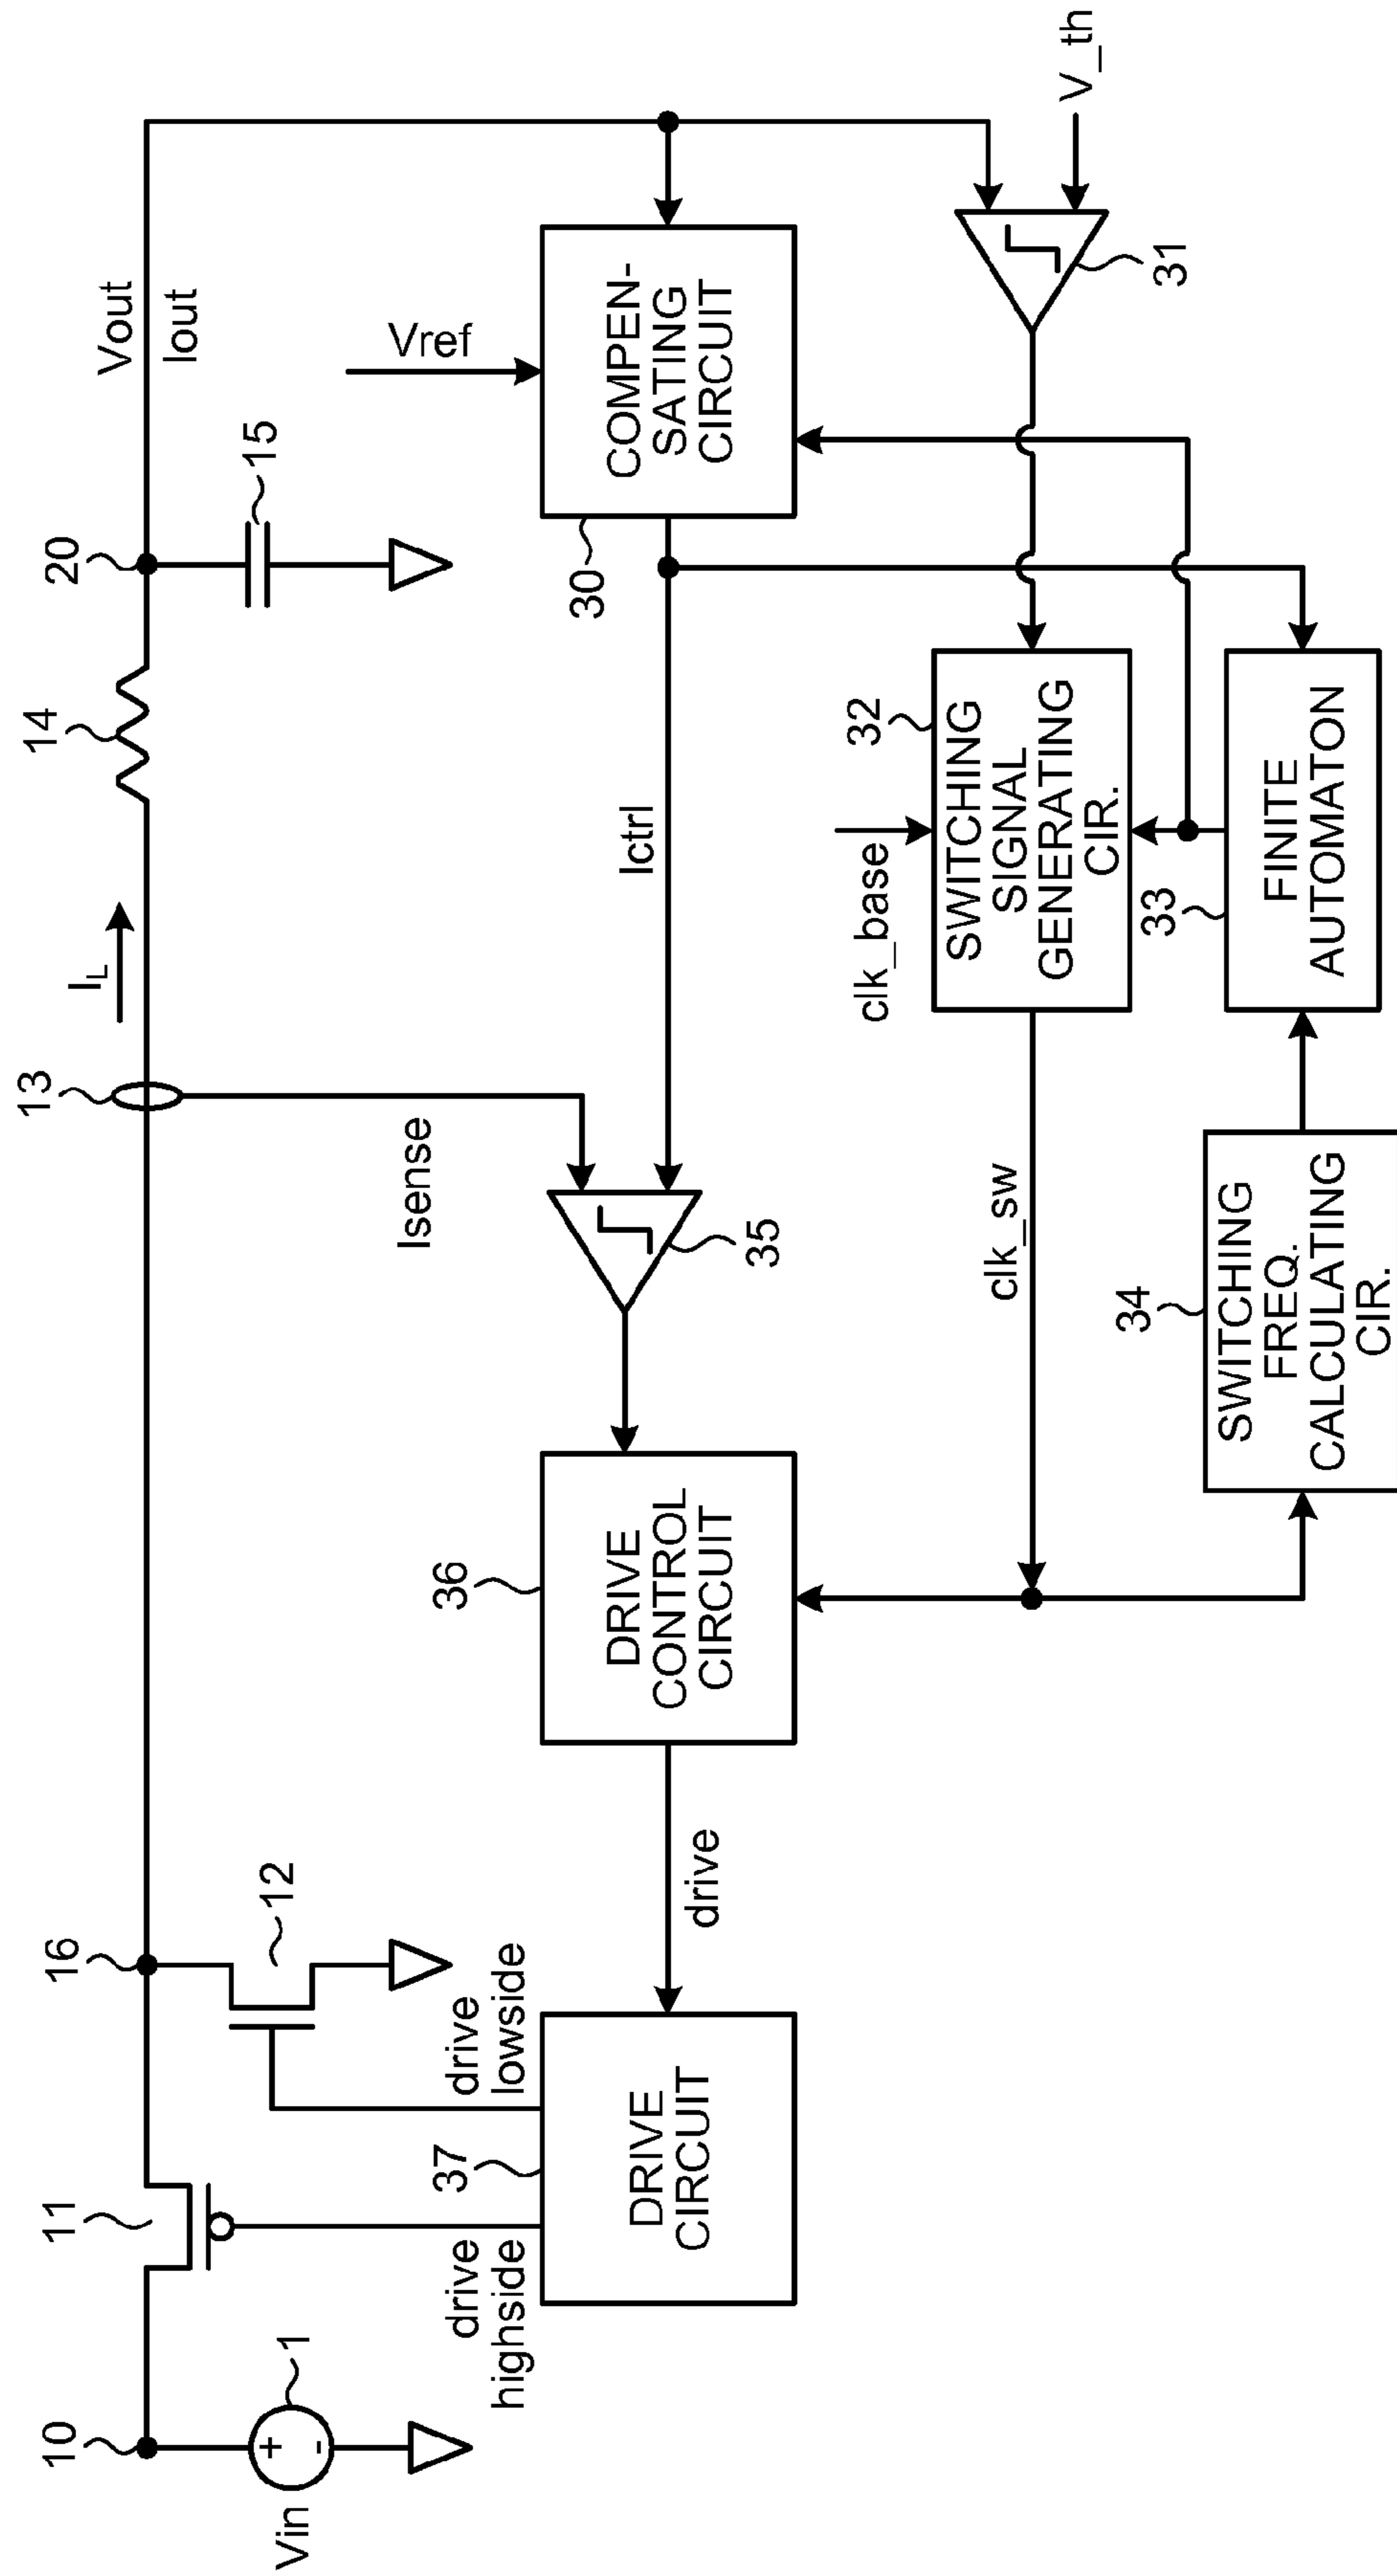 10
11
16
13
I_L
14
20
Vout
Iout
Vin
+
-
1
12
15
drive
highside
drive
lowside
37
DRIVE
CIRCUIT
drive
36
DRIVE
CONTROL
CIRCUIT
Isense
35
Ictrl
30
Vref
COMPEN-
SATING
CIRCUIT
clk_sw
clk_base
32
SWITCHING
SIGNAL
GENERATING
CIR.
31
V_th
34
SWITCHING
FREQ.
CALCULATING
CIR.
33
FINITE
AUTOMATON